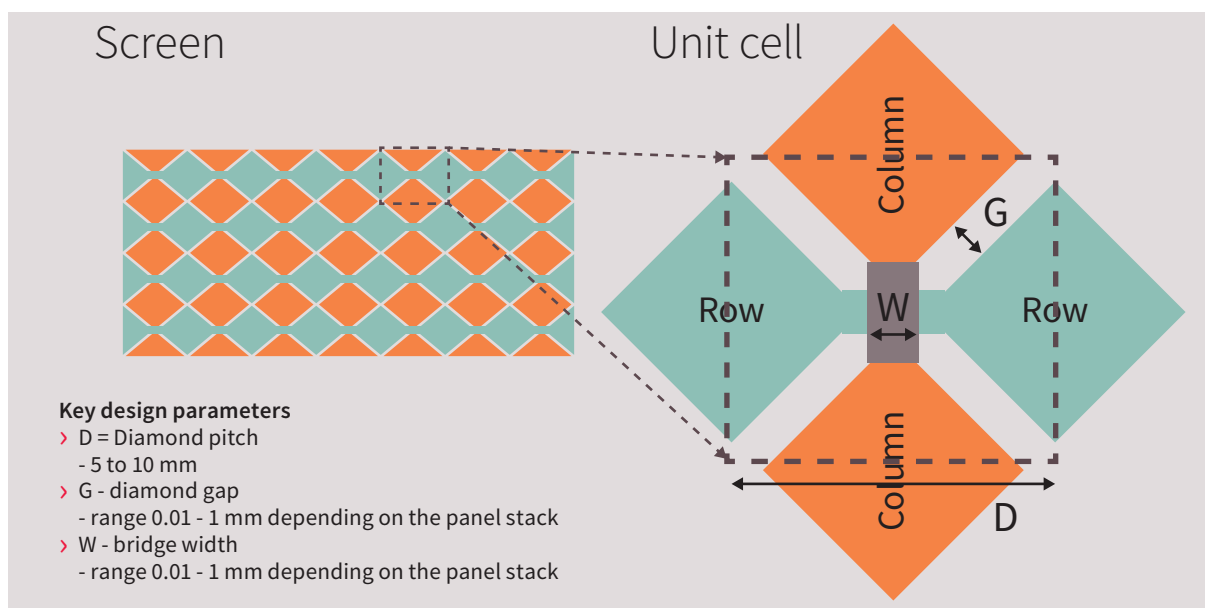 Screen
Unit cell
Column
G
Row
W
Row
Column
D
Key design parameters
› D = Diamond pitch
- 5 to 10 mm
› G - diamond gap
- range 0.01 - 1 mm depending on the panel stack
› W - bridge width
- range 0.01 - 1 mm depending on the panel stack